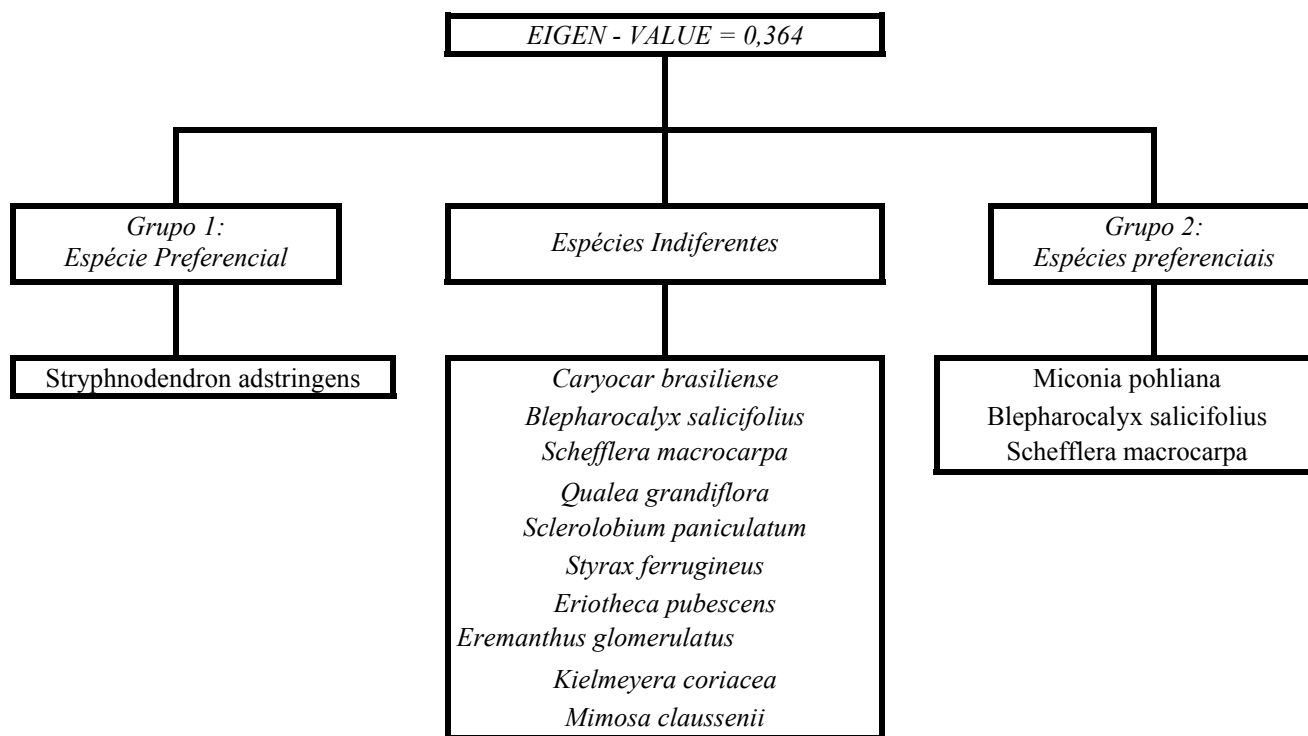 EIGEN - VALUE = 0,364
Grupo 1:
Espécie Preferencial
Espécies Indiferentes
Grupo 2:
Espécies preferenciais
Stryphnodendron adstringens
Caryocar brasiliense
Blepharocalyx salicifolius
Schefflera macrocarpa
Qualea grandiflora
Sclerolobium paniculatum
Styrax ferrugineus
Eriotheca pubescens
Eremanthus glomerulatus
Kielmeyera coriacea
Mimosa claussenii
Miconia pohliana
Blepharocalyx salicifolius
Schefflera macrocarpa